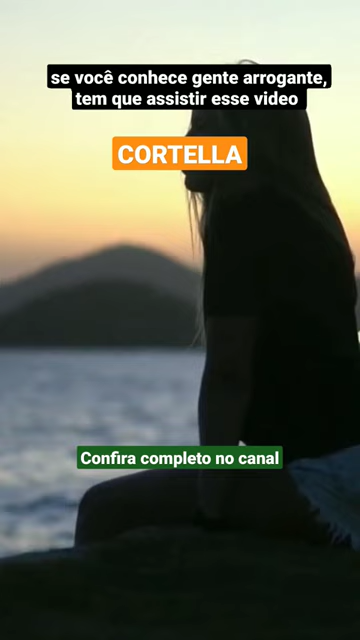 se você conhece gente arrogante,
tem que assistir esse video
CORTELLA
Confira completo no canal